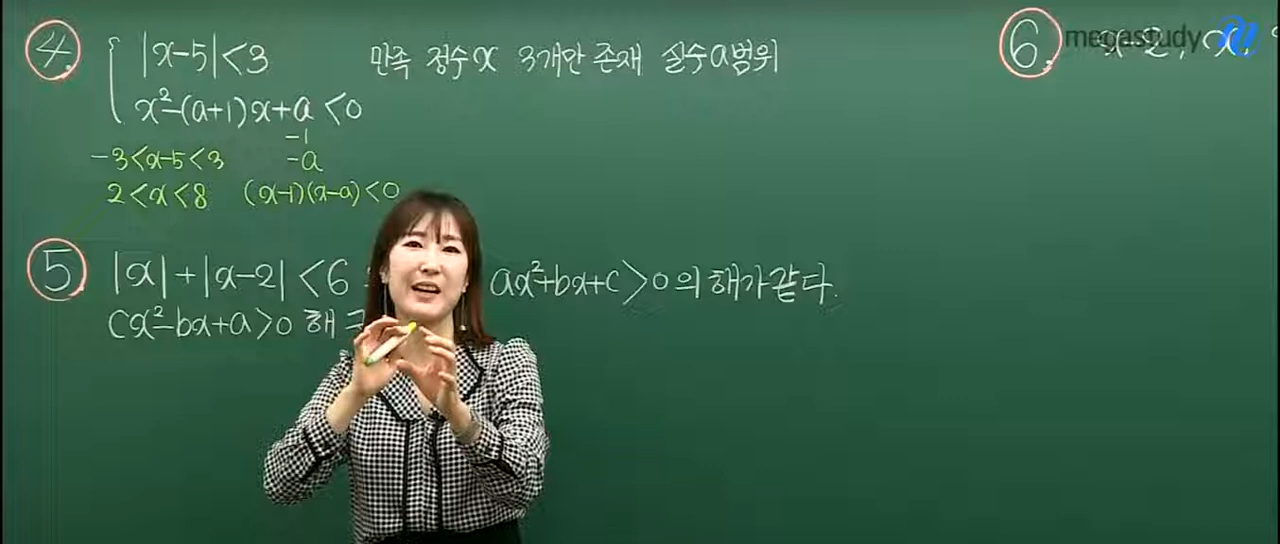 4. |x-5|<3 만족 정수x 3개만 존재 실수a범위
x²-(a+1)x+a<0
-1
-3<x-5<3 -a
2<x<8 (x-1)(x-a)<0
5. |x|+|x-2|<6 ax²+bx+c>0의 해가 같다.
cx²-bx+a>0 해
6.
megastudy